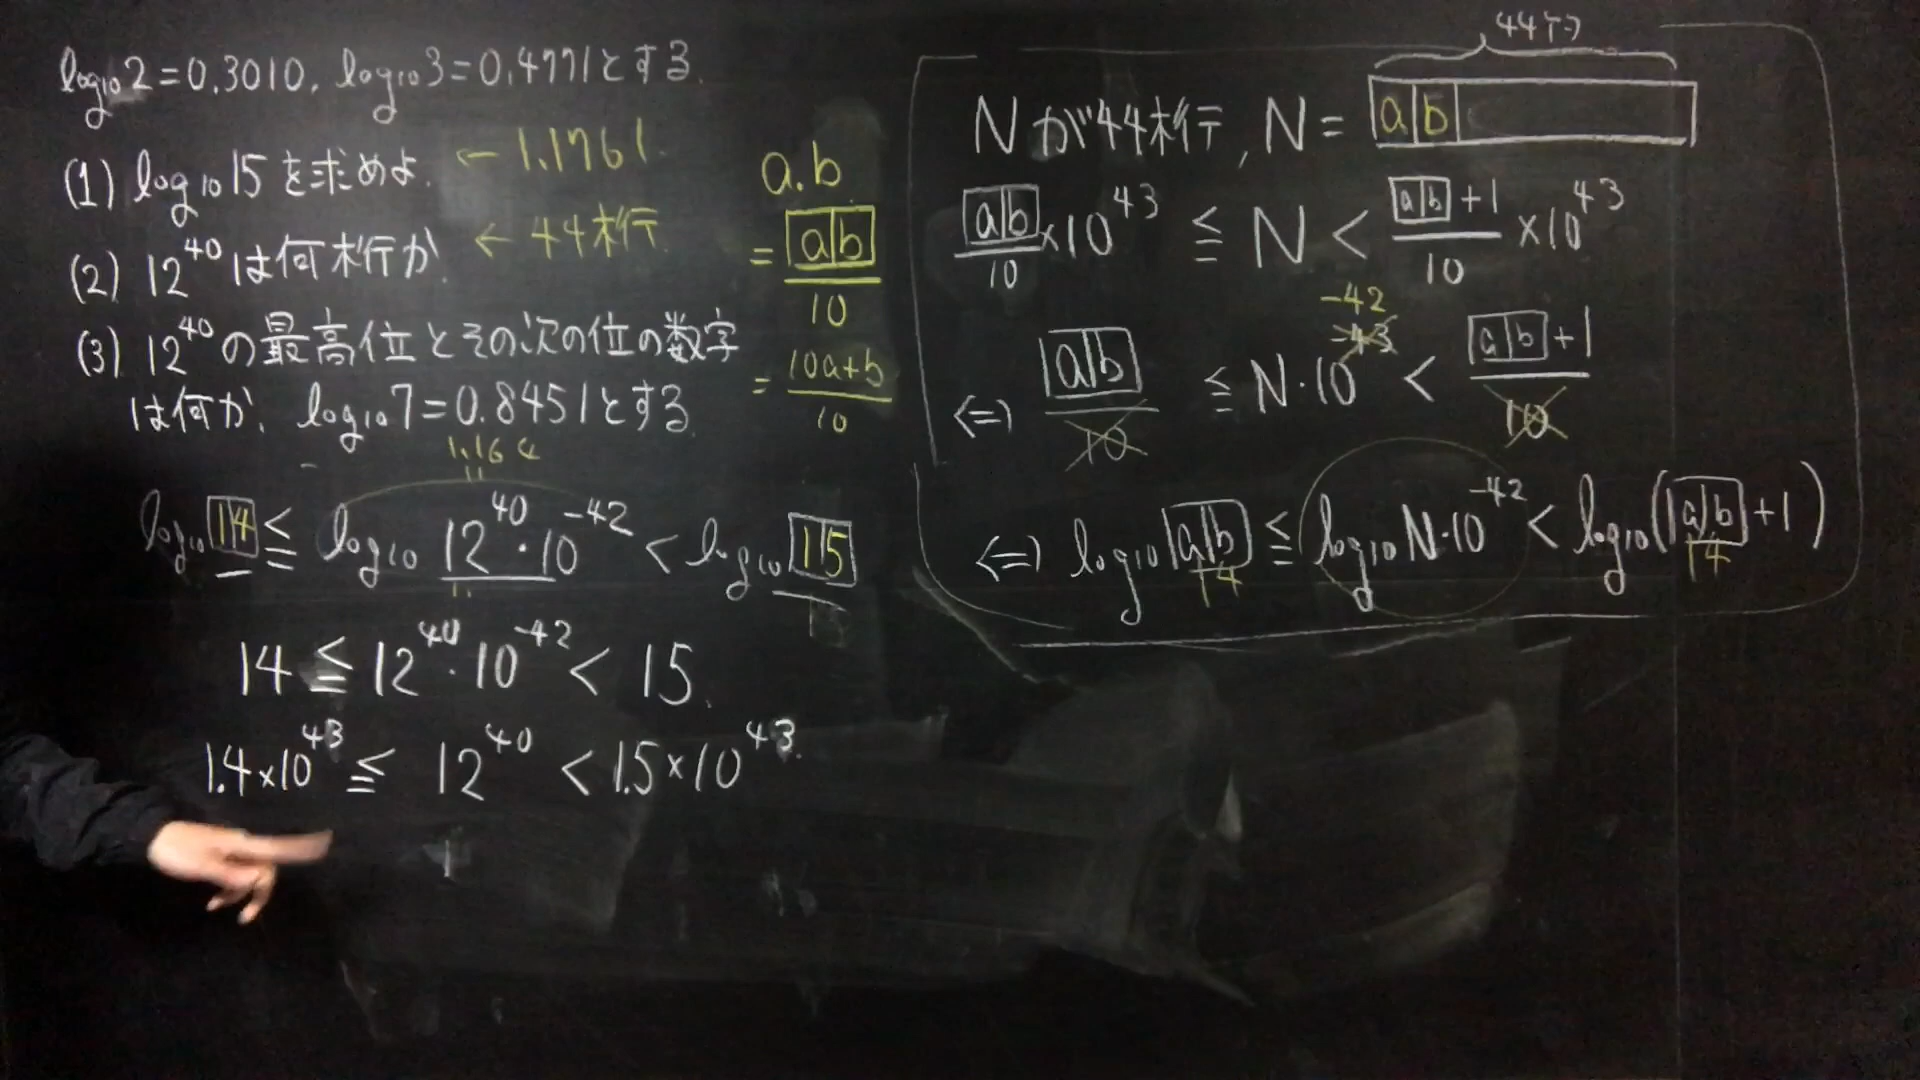 log₁₀2=0.3010, log₁₀3=0.4771とする.
(1) log₁₀15を求めよ. ← 1.1761
(2) 12⁴⁰は何桁か. ← 44桁
(3) 12⁴⁰の最高位とその次の位の数字
は何か. log₁₀7=0.8451とする.
1.164
log₁₀14 ≦ log₁₀ 12⁴⁰·10⁻⁴² < log₁₀15
14 ≦ 12⁴⁰·10⁻⁴² < 15.
1.4×10⁴³ ≦ 12⁴⁰ < 1.5×10⁴³.
a.b
= ab/10
= 10a+b/10
44桁
Nが44桁, N= ab
ab/10 ×10⁴³ ≦ N < ab+1/10 ×10⁴³
-42
⇔ ab/10 ≦ N·10⁻⁴³ < ab+1/10
⇔ log₁₀ab ≦ log₁₀N·10⁻⁴² < log₁₀(ab+1)
14 14